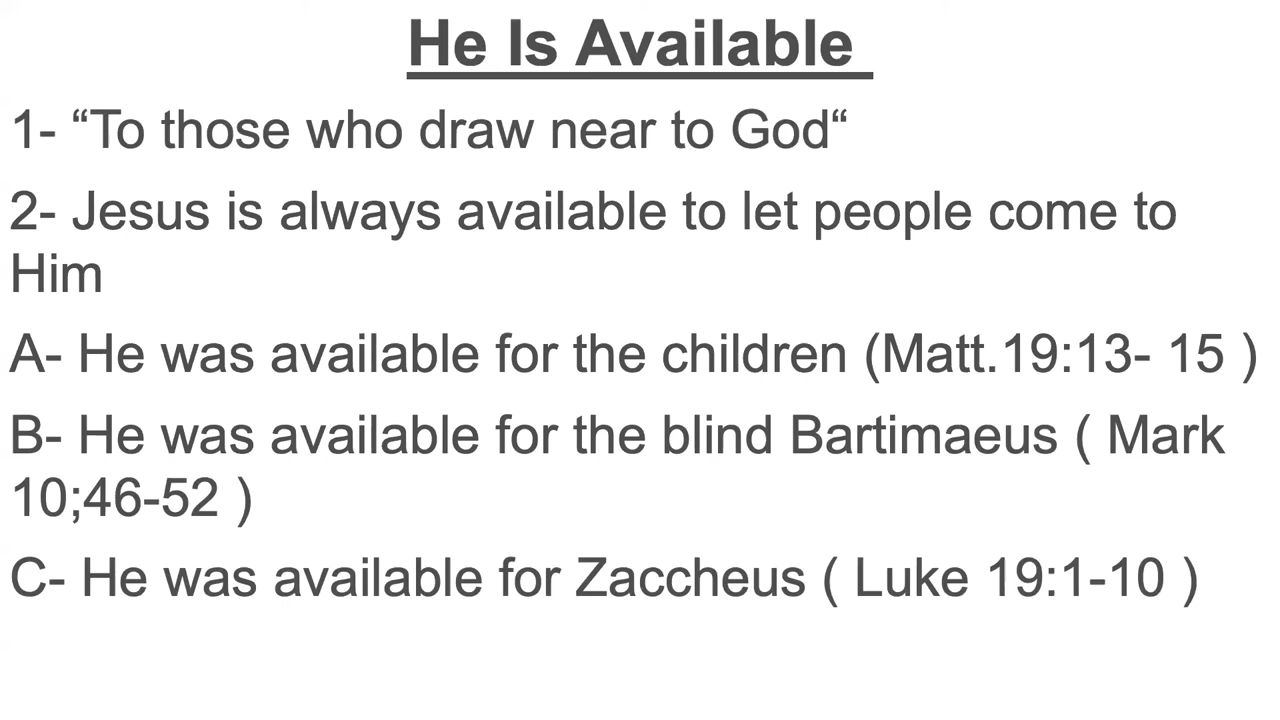 He Is Available
1- “To those who draw near to God“
2- Jesus is always available to let people come to
Him
A- He was available for the children (Matt.19:13- 15 )
B- He was available for the blind Bartimaeus ( Mark
10;46-52 )
C- He was available for Zaccheus ( Luke 19:1-10 )